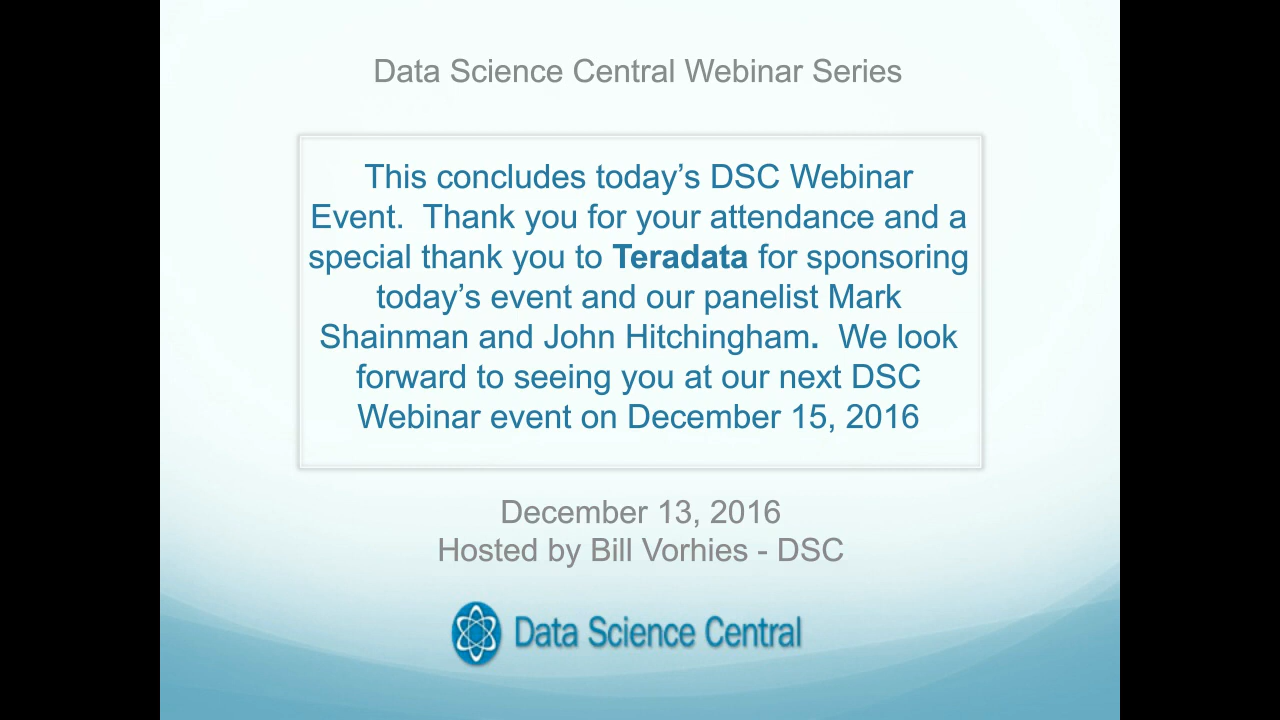 Data Science Central Webinar Series
This concludes today’s DSC Webinar
Event.  Thank you for your attendance and a
special thank you to Teradata for sponsoring
today’s event and our panelist Mark
Shainman and John Hitchingham.  We look
forward to seeing you at our next DSC
Webinar event on December 15, 2016
December 13, 2016
Hosted by Bill Vorhies - DSC
Data Science Central